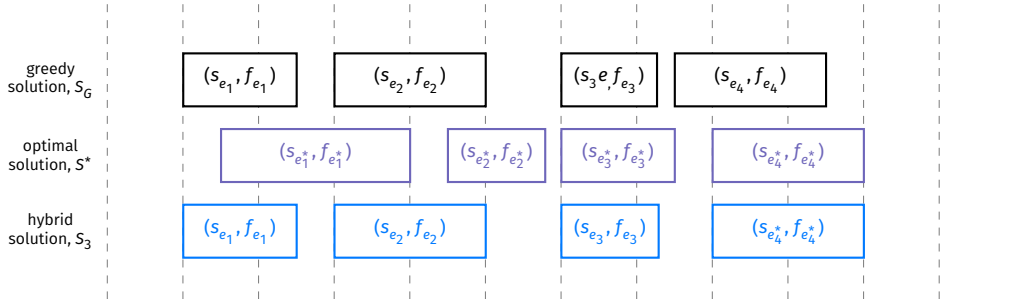 greedy
solution, S_G
(s_{e_1}, f_{e_1})
(s_{e_2}, f_{e_2})
(s_3e, f_{e_3})
(s_{e_4}, f_{e_4})
optimal
solution, S*
(s_{e_1^*}, f_{e_1^*})
(s_{e_2^*}, f_{e_2^*})
(s_{e_3^*}, f_{e_3^*})
(s_{e_4^*}, f_{e_4^*})
hybrid
solution, S_3
(s_{e_1}, f_{e_1})
(s_{e_2}, f_{e_2})
(s_{e_3}, f_{e_3})
(s_{e_4^*}, f_{e_4^*})